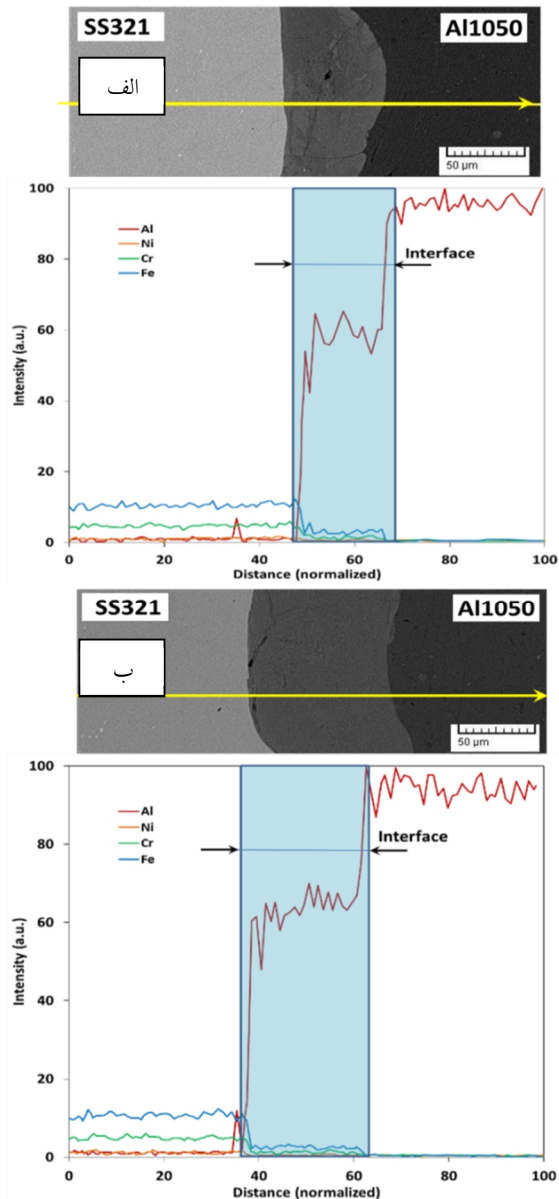 SS321 Al1050
الف
50 µm
100
80
60
40
20
0
Al
Ni
Cr
Fe
Interface
Intensity (a.u.)
0 20 40 60 80 100
Distance (normalized)
SS321 Al1050
ب
50 µm
100
80
60
40
20
0
Al
Ni
Cr
Fe
Interface
Intensity (a.u.)
0 20 40 60 80 100
Distance (normalized)